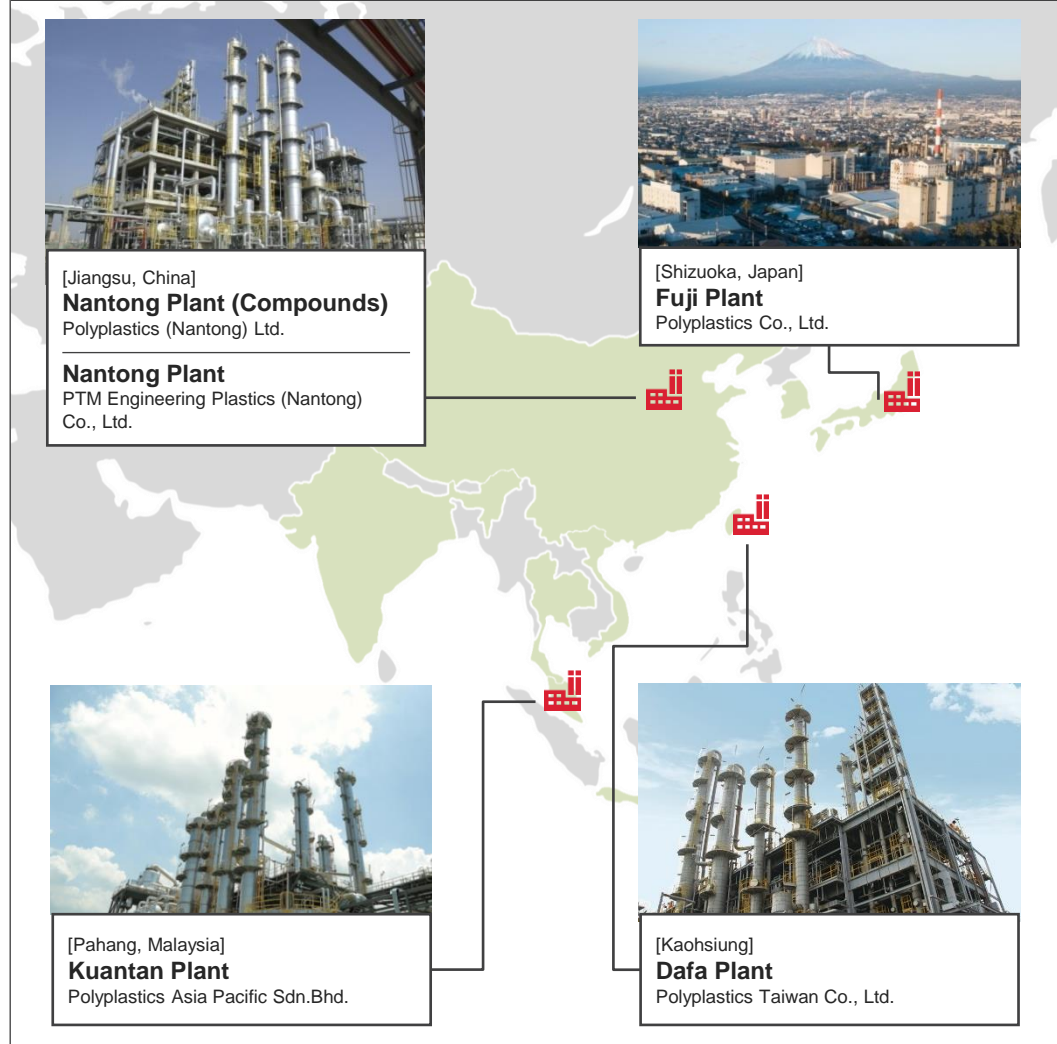 [Jiangsu, China]
Nantong Plant (Compounds)
Polyplastics (Nantong) Ltd.
Nantong Plant
PTM Engineering Plastics (Nantong)
Co., Ltd.
[Shizuoka, Japan]
Fuji Plant
Polyplastics Co., Ltd.
[Pahang, Malaysia]
Kuantan Plant
Polyplastics Asia Pacific Sdn.Bhd.
[Kaohsiung]
Dafa Plant
Polyplastics Taiwan Co., Ltd.